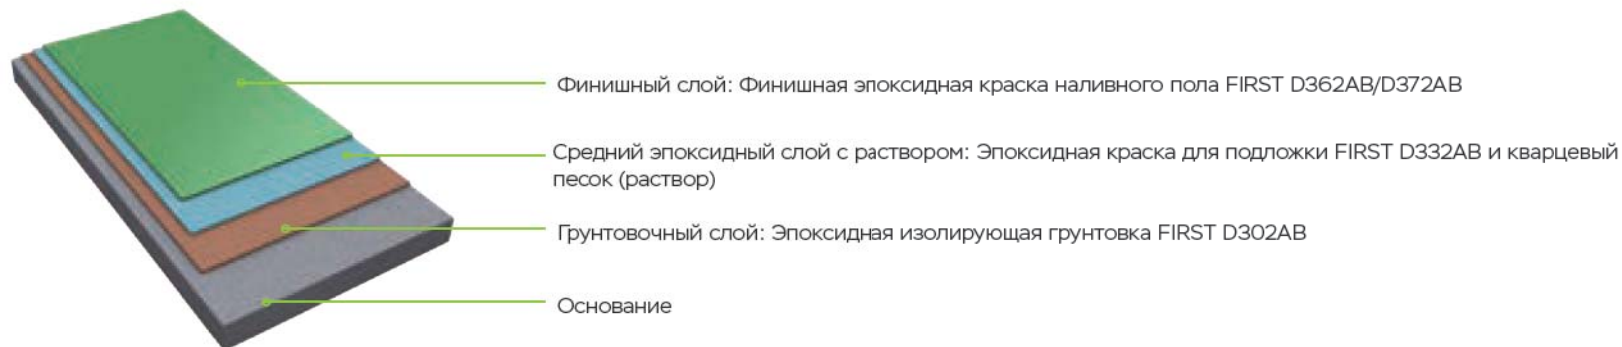 Финишный слой: Финишная эпоксидная краска наливного пола FIRST D362AB/D372AB
Средний эпоксидный слой с раствором: Эпоксидная краска для подложки FIRST D332AB и кварцевый
песок (раствор)
Грунтовочный слой: Эпоксидная изолирующая грунтовка FIRST D302AB
Основание